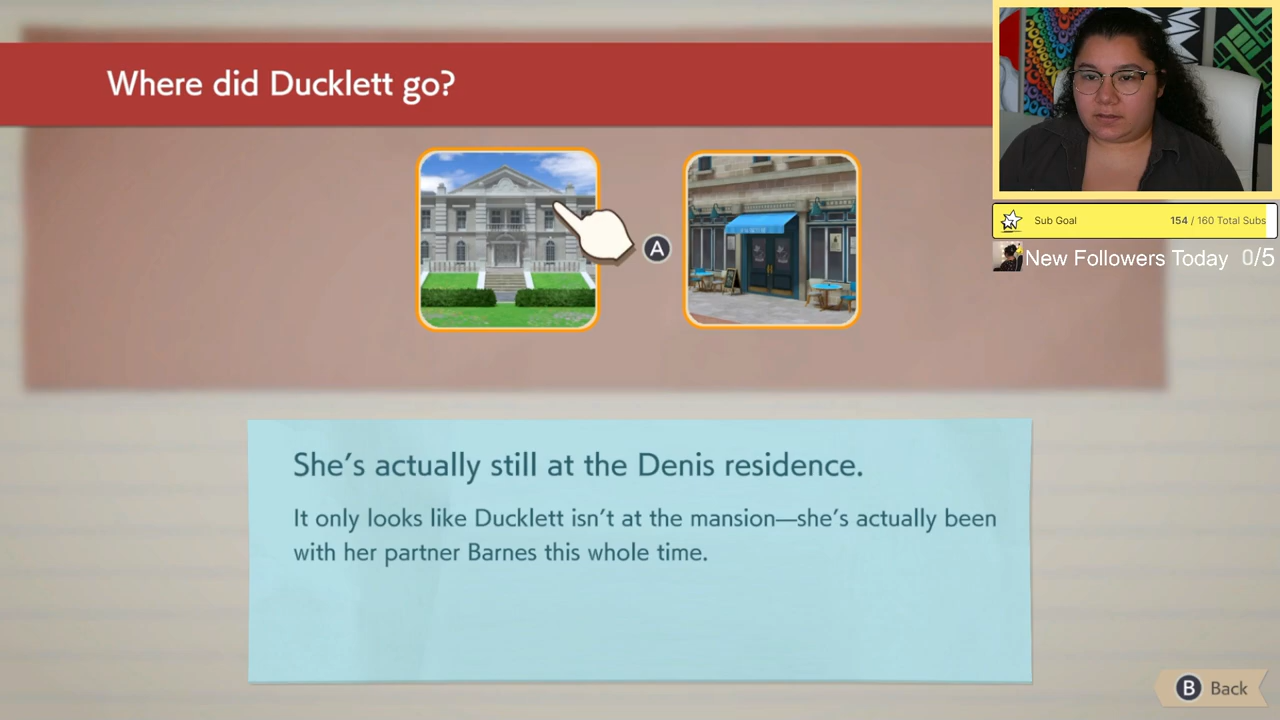 Where did Ducklett go?
A
Sub Goal 154 / 160 Total Subs
New Followers Today 0/5
She's actually still at the Denis residence.
It only looks like Ducklett isn't at the mansion—she's actually been
with her partner Barnes this whole time.
B Back